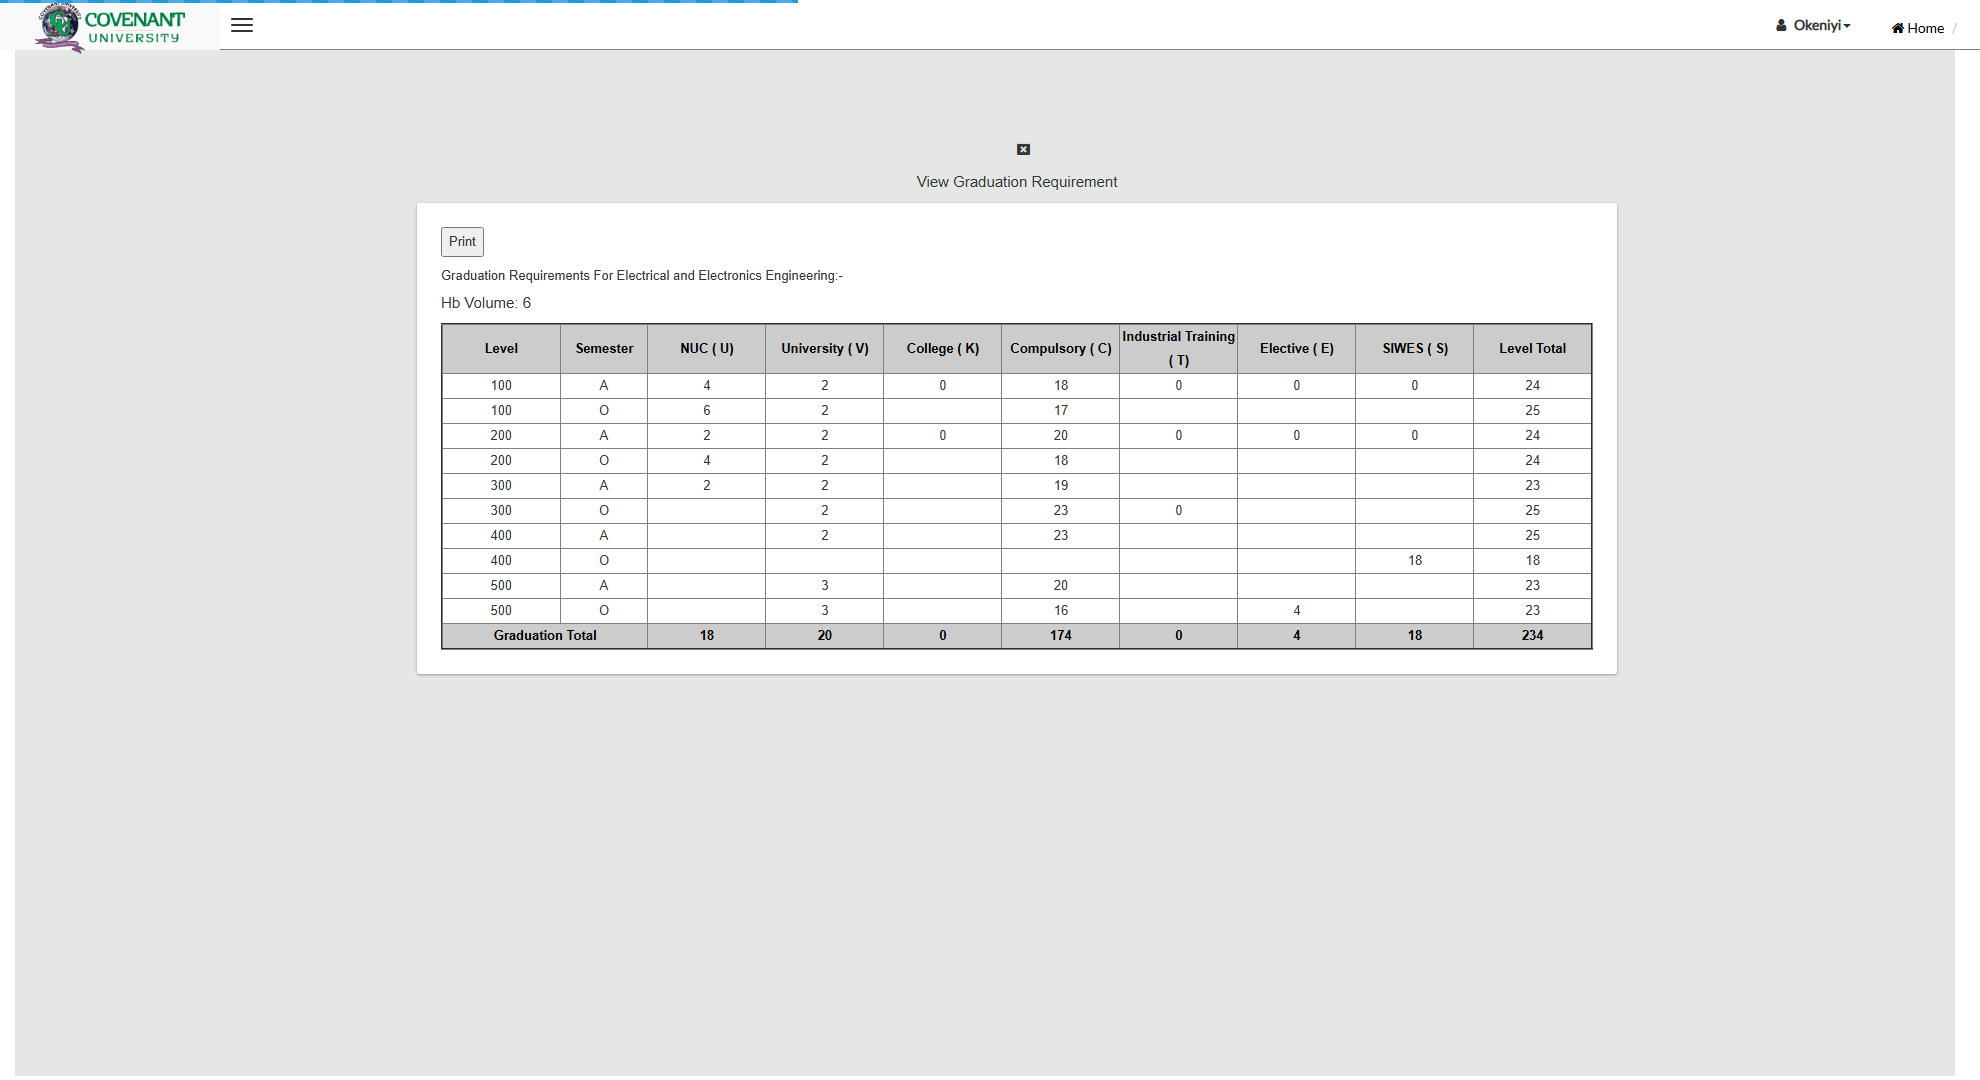 COVENANT
UNIVERSITY
Okeniyi
Home /
View Graduation Requirement
Print
Graduation Requirements For Electrical and Electronics Engineering:-
Hb Volume: 6
Level Semester NUC ( U) University ( V) College ( K) Compulsory ( C) Industrial Training ( T) Elective ( E) SIWES ( S) Level Total
100 A 4 2 0 18 0 0 0 24
100 O 6 2 17 25
200 A 2 2 0 20 0 0 0 24
200 O 4 2 18 24
300 A 2 2 19 23
300 O 2 23 0 25
400 A 2 23 25
400 O 18 18
500 A 3 20 23
500 O 3 16 4 23
Graduation Total 18 20 0 174 0 4 18 234